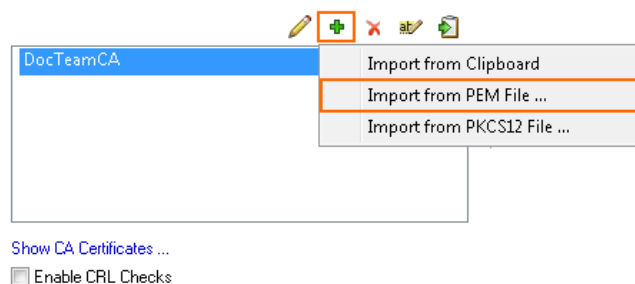 DocTeamCA
Import from Clipboard
Import from PEM File ...
Import from PKCS12 File ...
Show CA Certificates ...
Enable CRL Checks